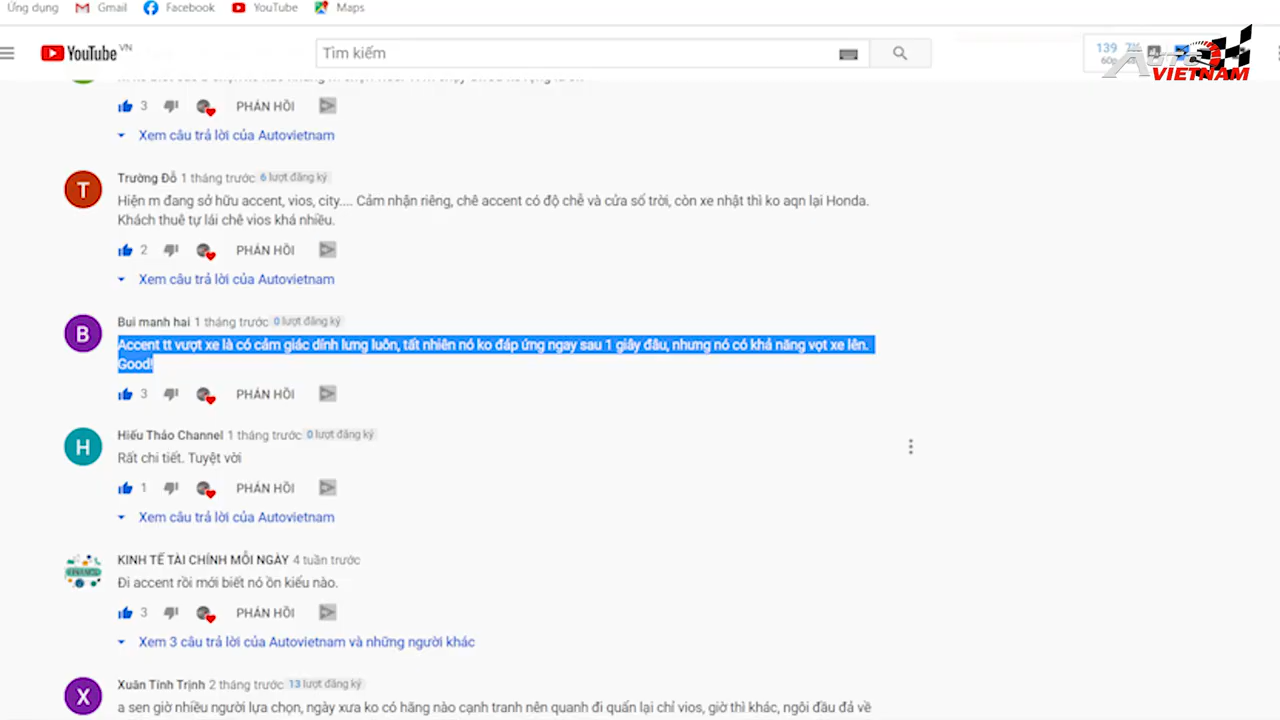 Ứng dụng Gmail Facebook YouTube Maps
YouTube VN Tìm kiếm 139 7%
VIETNAM
3 PHẢN HỒI
Xem câu trả lời của Autovietnam
Trường Đỗ 1 tháng trước 6 lượt đăng ký
Hiện m đang sở hữu accent, vios, city.... Cảm nhận riêng, chê accent có độ chễ và cửa sổ trời, còn xe nhật thì ko aqn lại Honda.
Khách thuê tự lái chê vios khá nhiều.
2 PHẢN HỒI
Xem câu trả lời của Autovietnam
B
Bui manh hai 1 tháng trước 0 lượt đăng ký
Accent tt vượt xe là có cảm giác dính lưng luôn, tất nhiên nó ko đáp ứng ngay sau 1 giây đâu, nhưng nó có khả năng vọt xe lên.
Good!
3 PHẢN HỒI
H
Hiếu Thảo Channel 1 tháng trước 0 lượt đăng ký
Rất chi tiết. Tuyệt vời
1 PHẢN HỒI
Xem câu trả lời của Autovietnam
KINH TẾ TÀI CHÍNH MỖI NGÀY 4 tuần trước
Đi accent rồi mới biết nó ồn kiểu nào.
3 PHẢN HỒI
Xem 3 câu trả lời của Autovietnam và những người khác
X
Xuân Tính Trịnh 2 tháng trước 13 lượt đăng ký
a sen giờ nhiều người lựa chọn, ngày xưa ko có hãng nào cạnh tranh nên quanh đi quẩn lại chỉ vios, giờ thì khác, ngôi đầu đã về